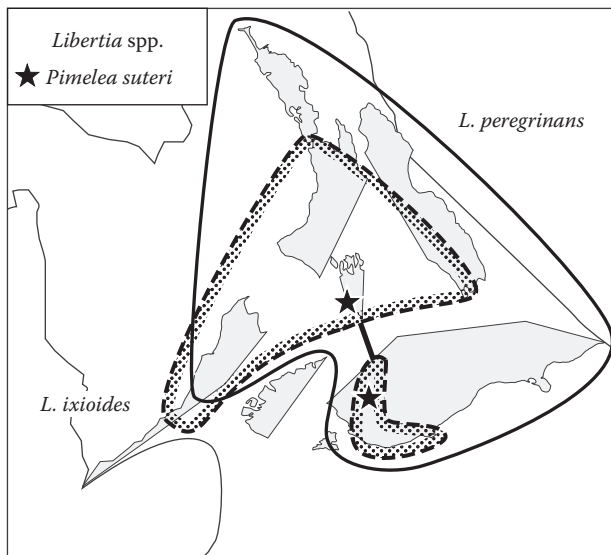 Libertia spp.
Pimelea suteri
L. peregrinans
L. ixioides